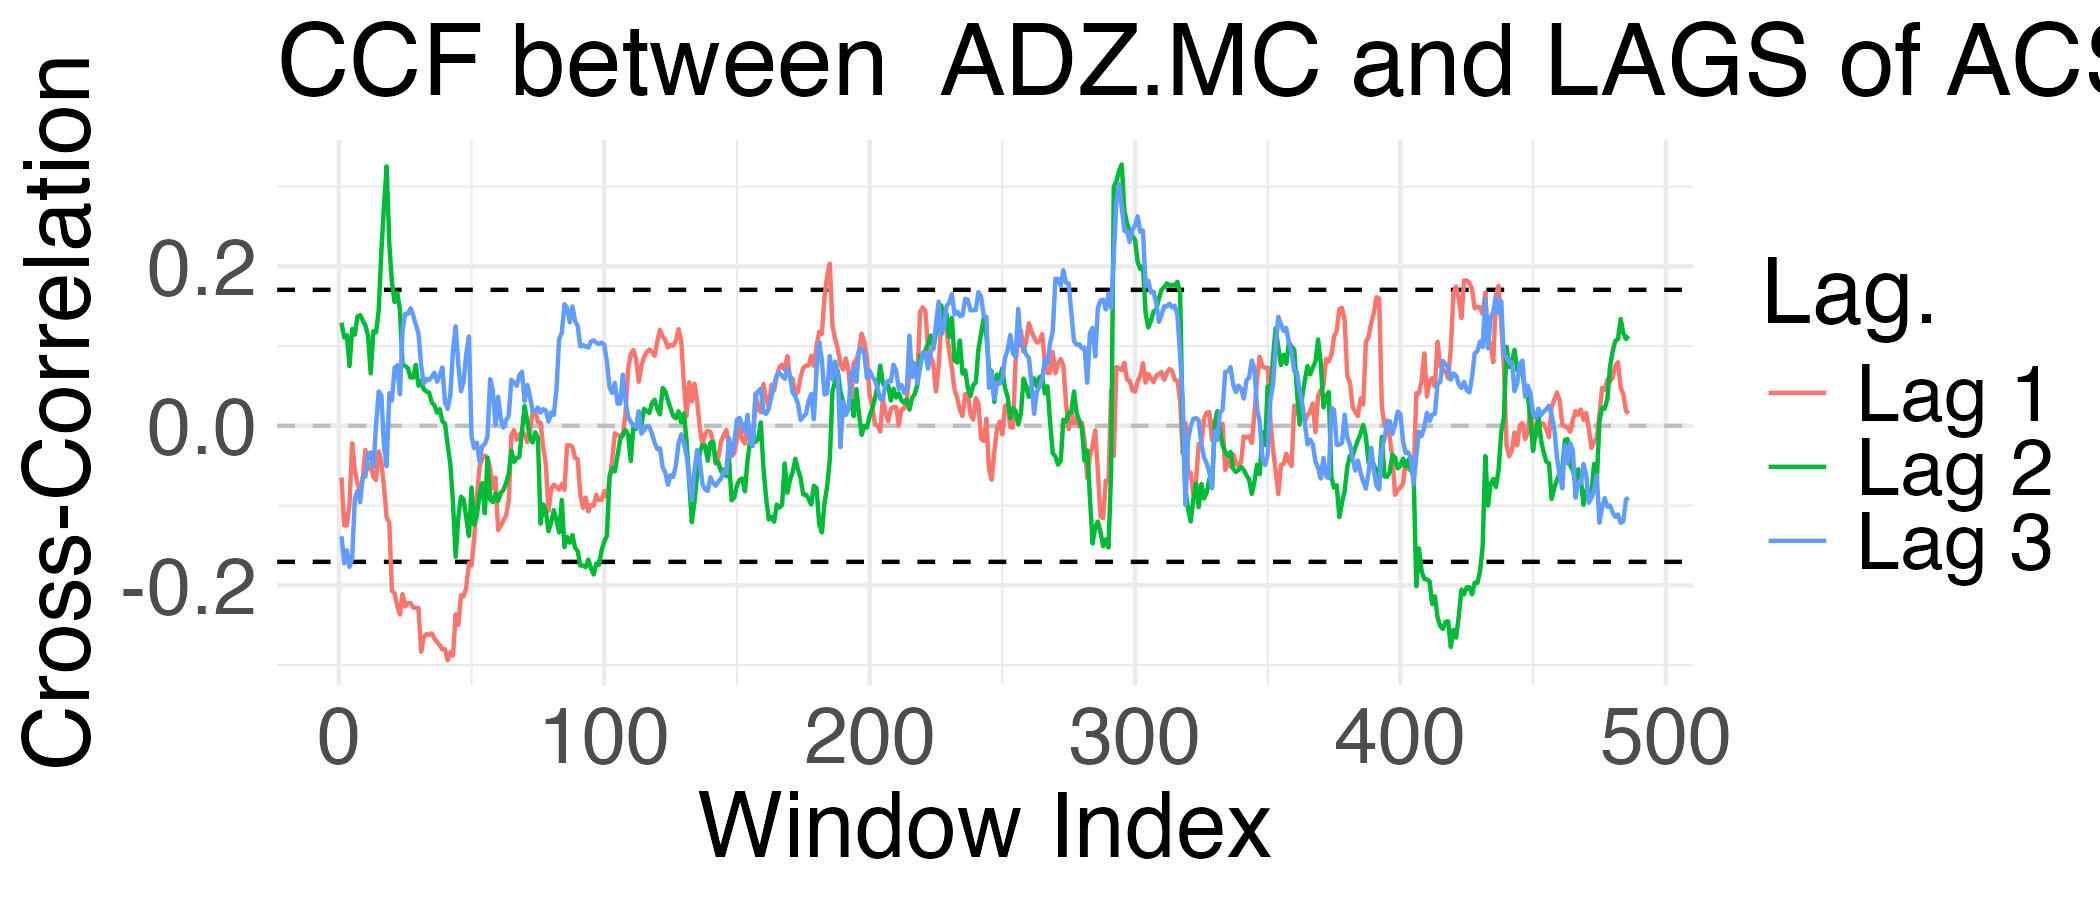 CCF between  ADZ.MC and LAGS of ACS
Cross-Correlation
0.2
0.0
-0.2
0
100
200
300
400
500
Window Index
Lag.
Lag 1
Lag 2
Lag 3